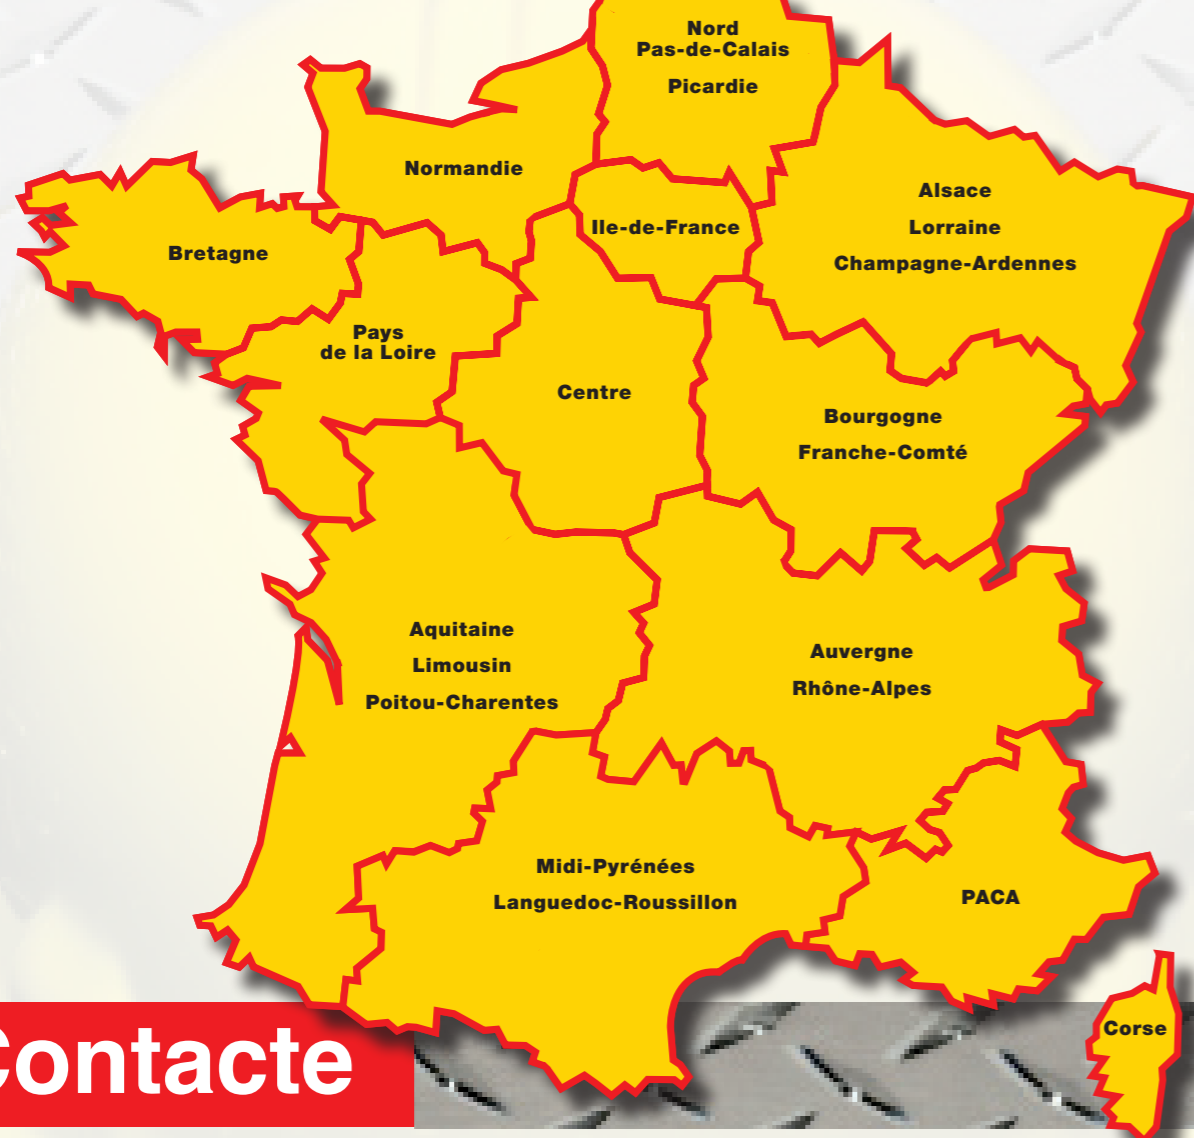 Nord
Pas-de-Calais
Picardie
Normandie
Alsace
Lorraine
Champagne-Ardennes
Ile-de-France
Bretagne
Pays
de la Loire
Centre
Bourgogne
Franche-Comté
Aquitaine
Limousin
Poitou-Charentes
Auvergne
Rhône-Alpes
Midi-Pyrénées
Languedoc-Roussillon
PACA
Corse
Contacte